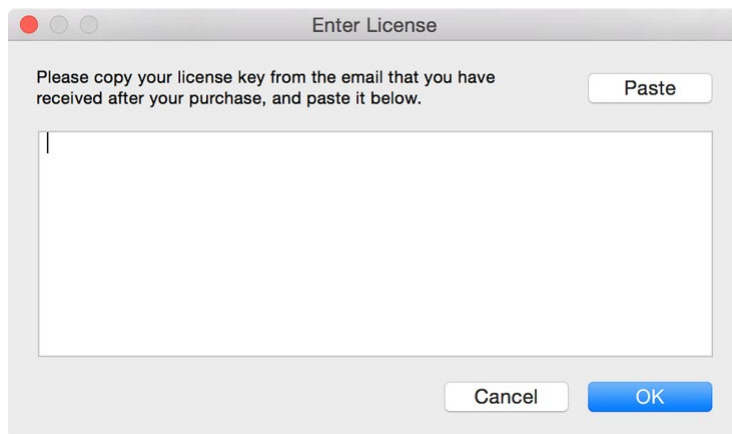 Enter License
Please copy your license key from the email that you have
received after your purchase, and paste it below.
Paste
Cancel
OK